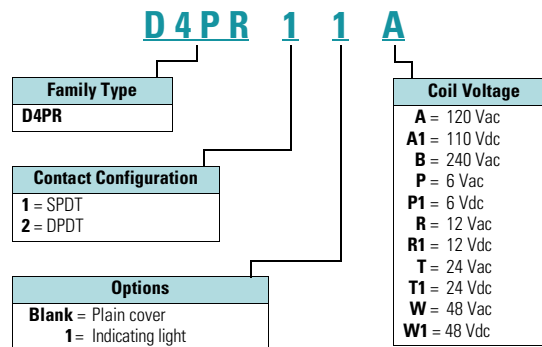 D4PR 1 1 A
Family Type
D4PR
Contact Configuration
1 = SPDT
2 = DPDT
Options
Blank = Plain cover
1 = Indicating light
Coil Voltage
A = 120 Vac
A1 = 110 Vdc
B = 240 Vac
P = 6 Vac
P1 = 6 Vdc
R = 12 Vac
R1 = 12 Vdc
T = 24 Vac
T1 = 24 Vdc
W = 48 Vac
W1 = 48 Vdc